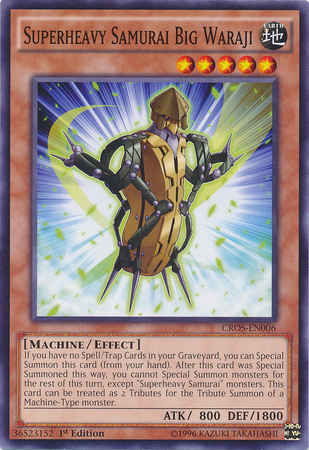 Superheavy Samurai Big Waraji
EARTH
地
CROS-EN006
[Machine/Effect]
If you have no Spell/Trap Cards in your Graveyard, you can Special
Summon this card (from your hand). After this card was Special
Summoned this way, you cannot Special Summon monsters for
the rest of this turn, except "Superheavy Samurai" monsters. This
card can be treated as 2 Tributes for the Tribute Summon of a
Machine-Type monster.
ATK/ 800 DEF/1800
36523152 1st Edition ©1996 KAZUKI TAKAHASHI